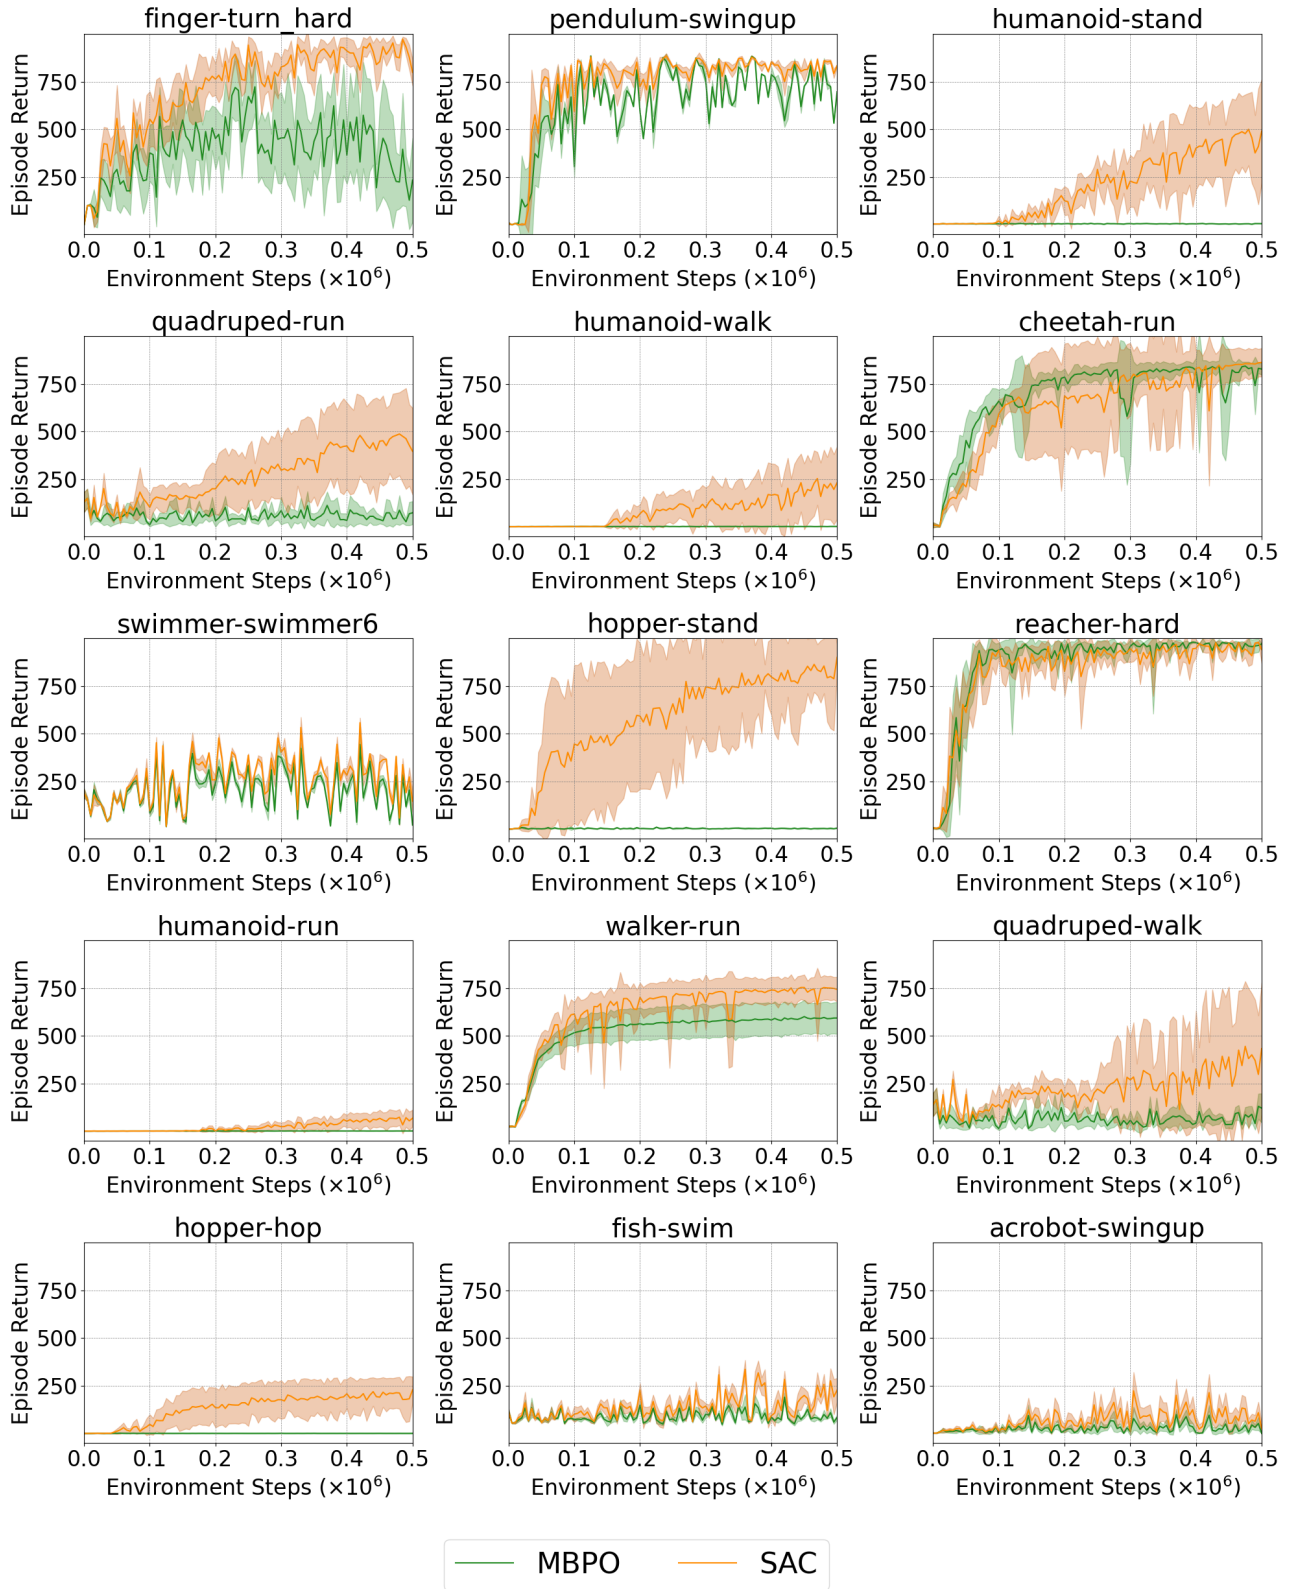 finger-turn_hard
Episode Return
750
500
250
0.0 0.1 0.2 0.3 0.4 0.5
Environment Steps (×10⁶)
pendulum-swingup
Episode Return
750
500
250
0.0 0.1 0.2 0.3 0.4 0.5
Environment Steps (×10⁶)
humanoid-stand
Episode Return
750
500
250
0.0 0.1 0.2 0.3 0.4 0.5
Environment Steps (×10⁶)
quadruped-run
Episode Return
750
500
250
0.0 0.1 0.2 0.3 0.4 0.5
Environment Steps (×10⁶)
humanoid-walk
Episode Return
750
500
250
0.0 0.1 0.2 0.3 0.4 0.5
Environment Steps (×10⁶)
cheetah-run
Episode Return
750
500
250
0.0 0.1 0.2 0.3 0.4 0.5
Environment Steps (×10⁶)
swimmer-swimmer6
Episode Return
750
500
250
0.0 0.1 0.2 0.3 0.4 0.5
Environment Steps (×10⁶)
hopper-stand
Episode Return
750
500
250
0.0 0.1 0.2 0.3 0.4 0.5
Environment Steps (×10⁶)
reacher-hard
Episode Return
750
500
250
0.0 0.1 0.2 0.3 0.4 0.5
Environment Steps (×10⁶)
humanoid-run
Episode Return
750
500
250
0.0 0.1 0.2 0.3 0.4 0.5
Environment Steps (×10⁶)
walker-run
Episode Return
750
500
250
0.0 0.1 0.2 0.3 0.4 0.5
Environment Steps (×10⁶)
quadruped-walk
Episode Return
750
500
250
0.0 0.1 0.2 0.3 0.4 0.5
Environment Steps (×10⁶)
hopper-hop
Episode Return
750
500
250
0.0 0.1 0.2 0.3 0.4 0.5
Environment Steps (×10⁶)
fish-swim
Episode Return
750
500
250
0.0 0.1 0.2 0.3 0.4 0.5
Environment Steps (×10⁶)
acrobot-swingup
Episode Return
750
500
250
0.0 0.1 0.2 0.3 0.4 0.5
Environment Steps (×10⁶)
MBPO SAC